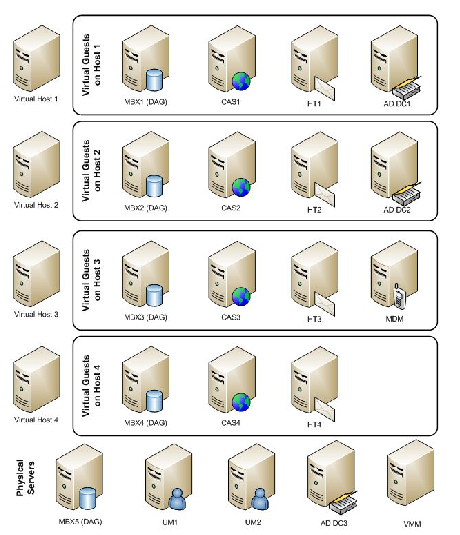 Virtual Guests
on Host 1
Virtual Host 1
MBX1 (DAG)
CAS1
HT1
AD DC1
Virtual Guests
on Host 2
Virtual Host 2
MBX2 (DAG)
CAS2
HT2
AD DC2
Virtual Guests
on Host 3
Virtual Host 3
MBX3 (DAG)
CAS3
HT3
MDM
Virtual Guests
on Host 4
Virtual Host 4
MBX4 (DAG)
CAS4
HT4
Physical
Servers
MBX5 (DAG)
UM1
UM2
AD DC3
VMM